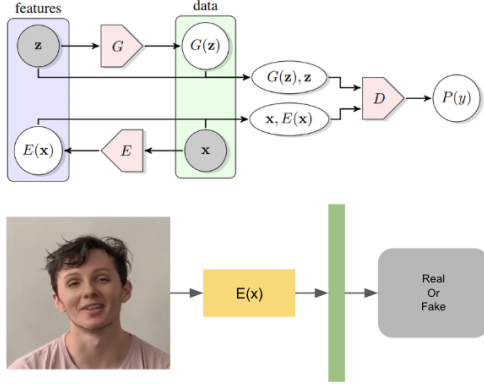 features
data
z
G
G(z)
G(z), z
D
P(y)
x, E(x)
E(x)
E
x
E(x)
Real
Or
Fake